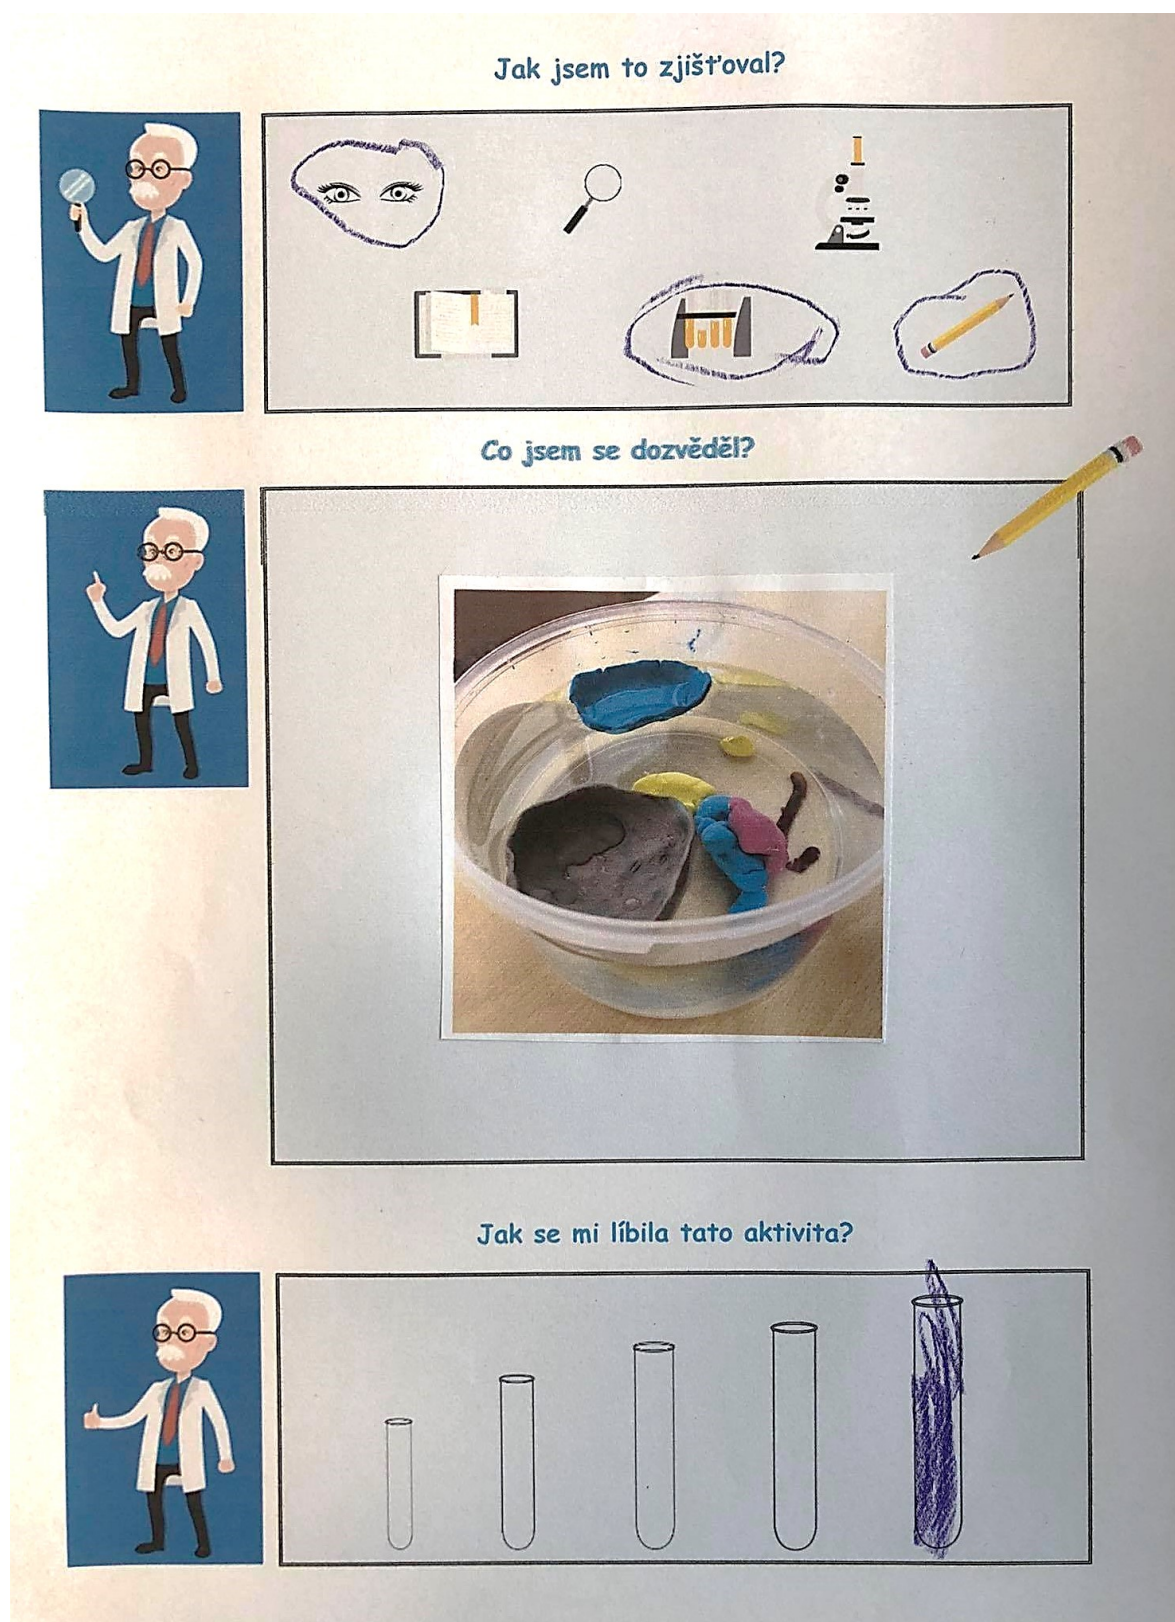 Jak jsem to zjišťoval?
Co jsem se dozvěděl?
Jak se mi líbila tato aktivita?